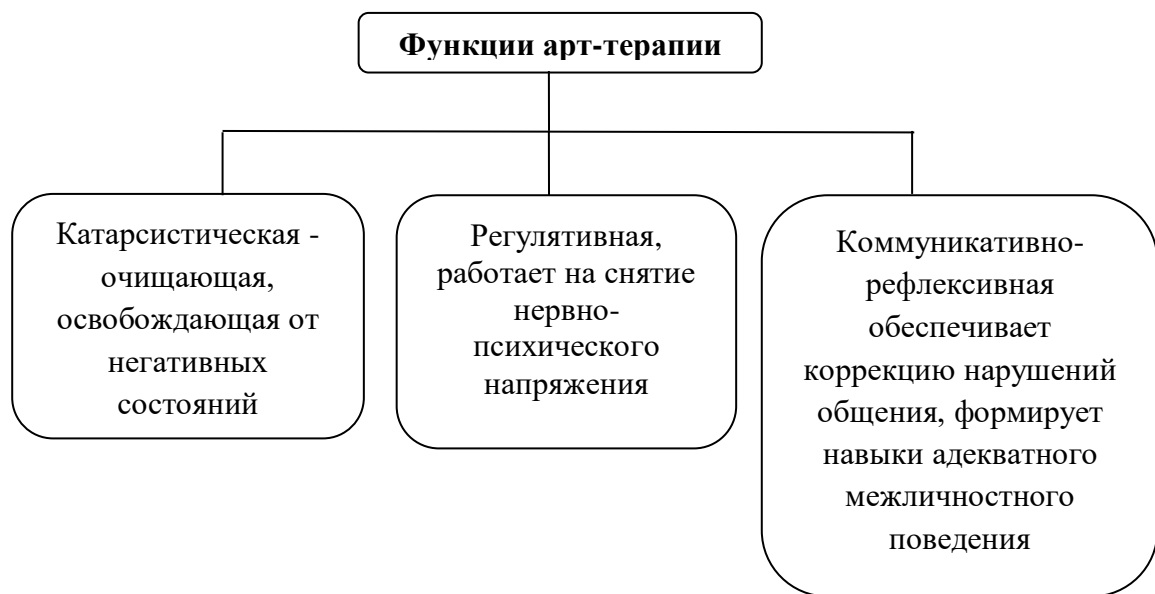 Функции арт-терапии
Катарсистическая -
очищающая,
освобождающая от
негативных
состояний
Регулятивная,
работает на снятие
нервно-
психического
напряжения
Коммуникативно-
рефлексивная
обеспечивает
коррекцию нарушений
общения, формирует
навыки адекватного
межличностного
поведения